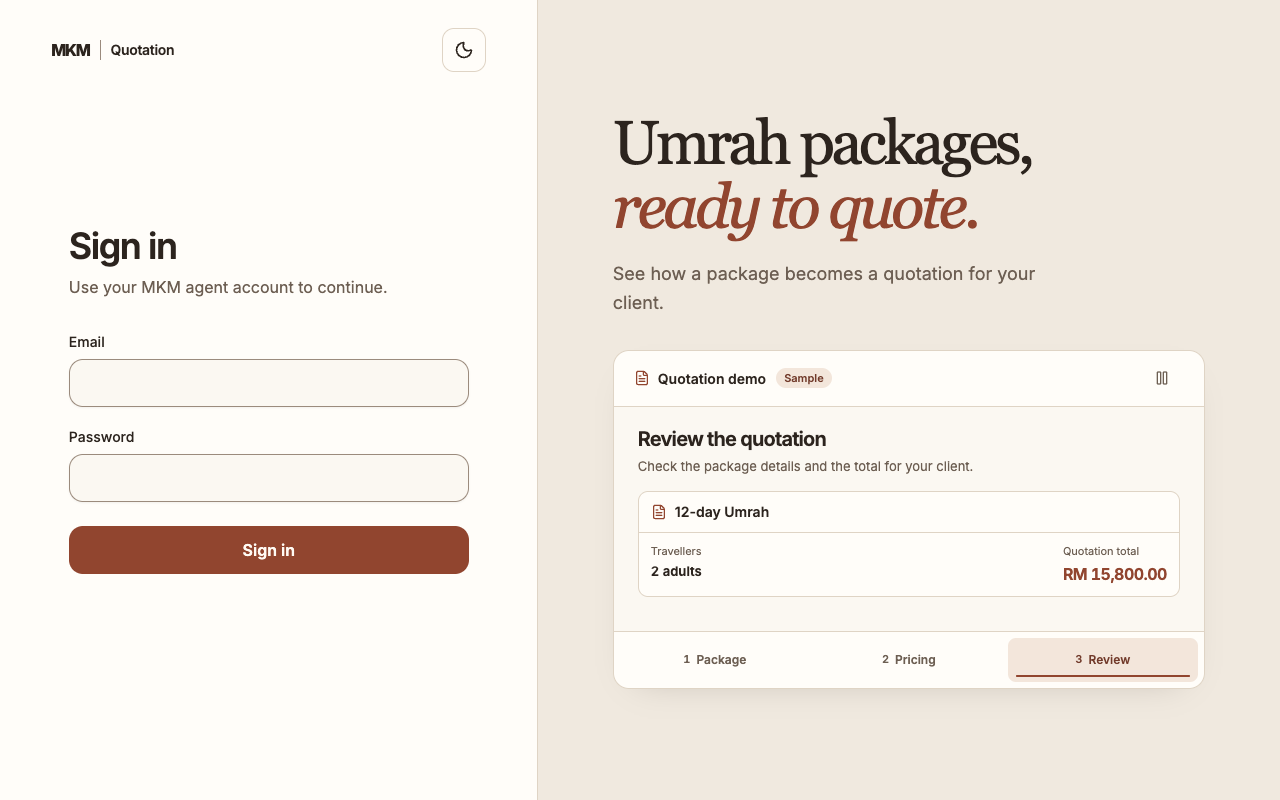 MKM | Quotation
Sign in
Use your MKM agent account to continue.
Email
Password
Sign in
Umrah packages,
ready to quote.
See how a package becomes a quotation for your
client.
Quotation demo Sample
Review the quotation
Check the package details and the total for your client.
12-day Umrah
Travellers Quotation total
2 adults RM 15,800.00
1 Package 2 Pricing 3 Review